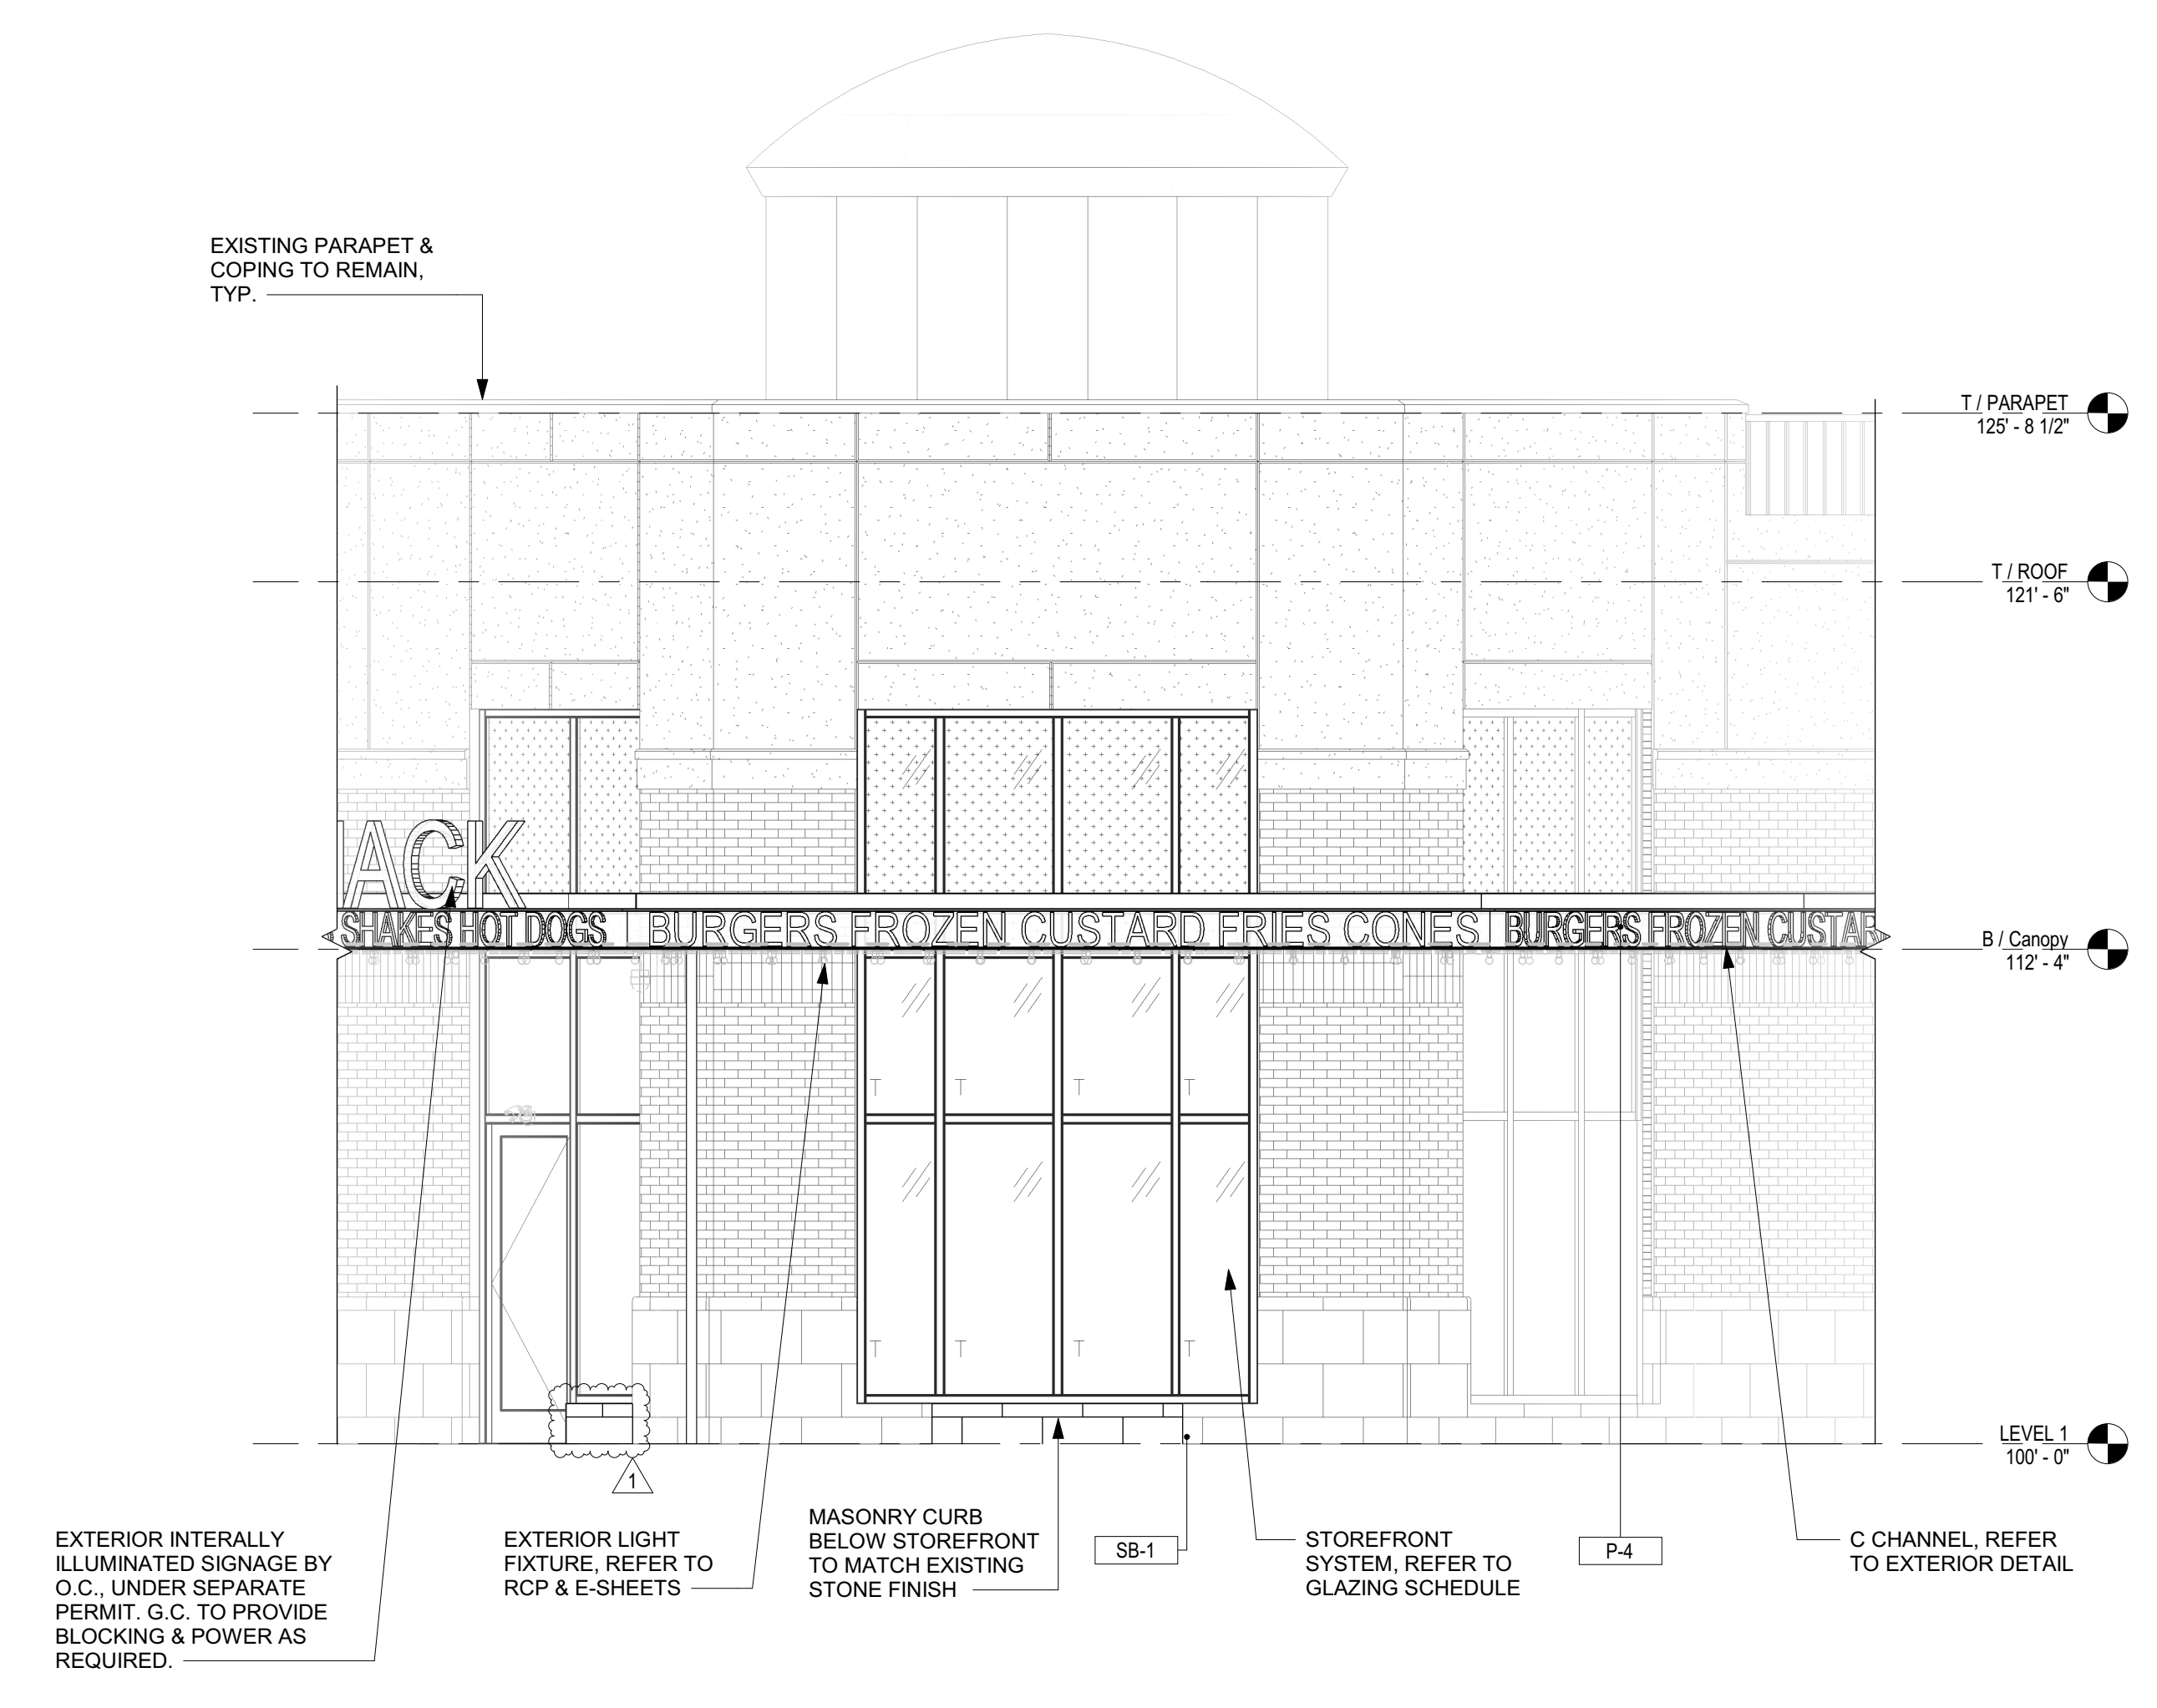 EXISTING PARAPET &
COPING TO REMAIN,
TYP.
T / PARAPET
125' - 8 1/2"
T / ROOF
121' - 6"
ACK
SHAKES HOT DOGS
BURGERS FROZEN CUSTARD FRIES CONES
BURGERS FROZEN CUSTAR
B / Canopy
112' - 4"
T T T T
T T T T
LEVEL 1
100' - 0"
1
EXTERIOR INTERALLY
ILLUMINATED SIGNAGE BY
O.C., UNDER SEPARATE
PERMIT. G.C. TO PROVIDE
BLOCKING & POWER AS
REQUIRED.
EXTERIOR LIGHT
FIXTURE, REFER TO
RCP & E-SHEETS
MASONRY CURB
BELOW STOREFRONT
TO MATCH EXISTING
STONE FINISH
SB-1
STOREFRONT
SYSTEM, REFER TO
GLAZING SCHEDULE
P-4
C CHANNEL, REFER
TO EXTERIOR DETAIL